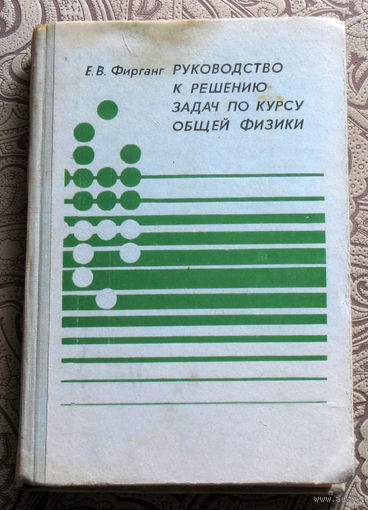 Е.В. Фирганг РУКОВОДСТВО
К РЕШЕНИЮ
ЗАДАЧ ПО КУРСУ
ОБЩЕЙ ФИЗИКИ